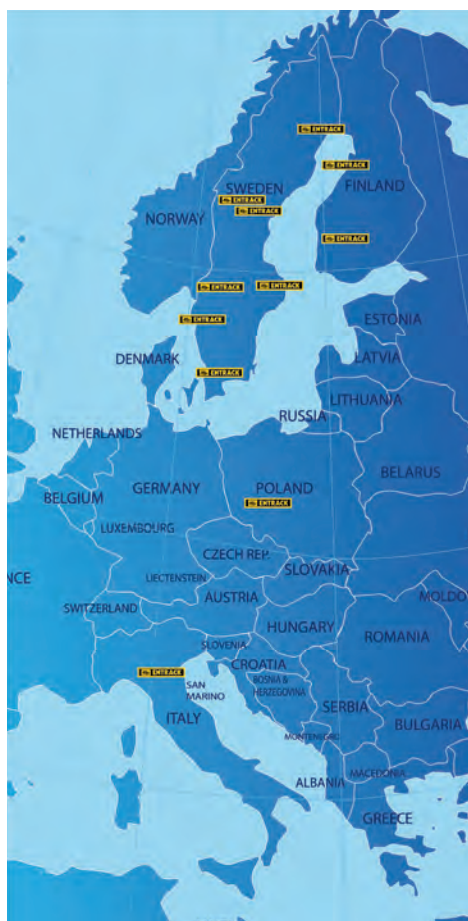 ENTRACK
ENTRACK
SWEDEN
FINLAND
ENTRACK
ENTRACK
NORWAY
ENTRACK
ENTRACK
ENTRACK
ENTRACK
ESTONIA
DENMARK
LATVIA
ENTRACK
LITHUANIA
RUSSIA
NETHERLANDS
BELARUS
GERMANY
POLAND
BELGIUM
ENTRACK
LUXEMBOURG
CZECH REP.
SLOVAKIA
NCE
LIECTENSTEIN
AUSTRIA
MOLDO
SWITZERLAND
HUNGARY
ROMANIA
SLOVENIA
CROATIA
ENTRACK
BOSNIA &
HERZEGOVINA
SAN
MARINO
SERBIA
ITALY
BULGARIA
MONTENEGRO
MACEDONIA
ALBANIA
GREECE